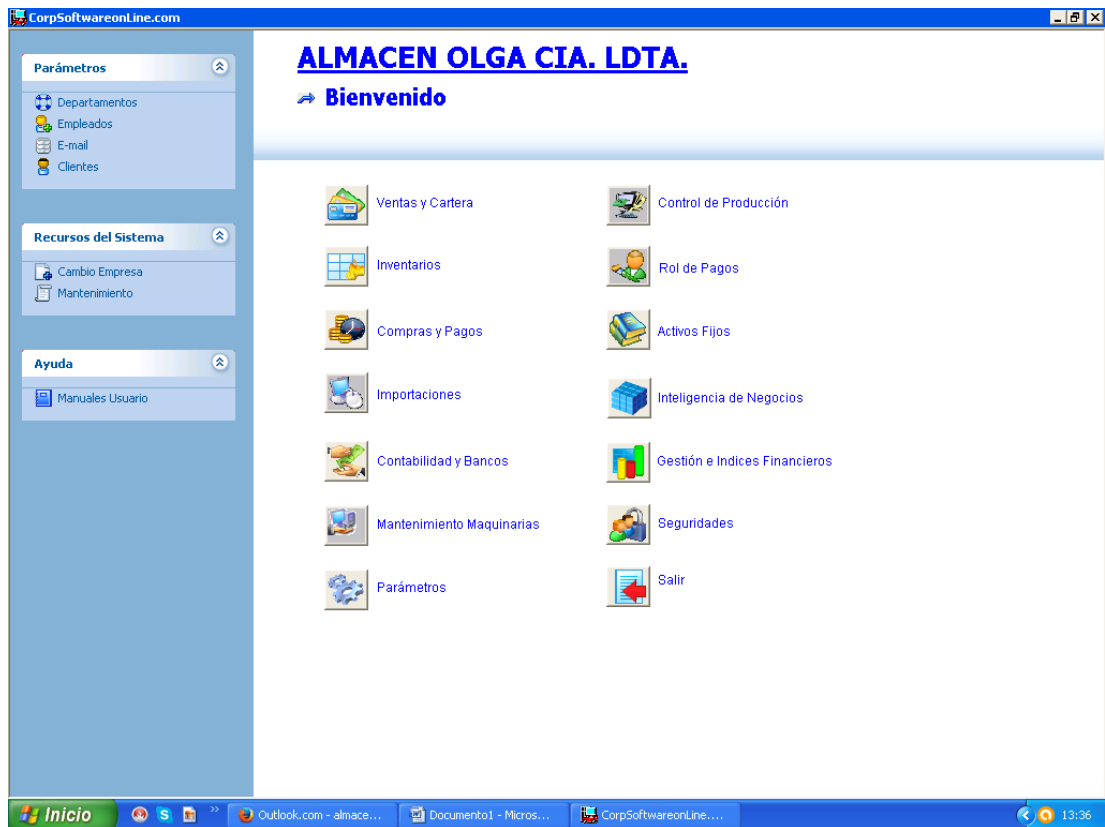 CorpSoftwareonLine.com
Parámetros
Departamentos
Empleados
E-mail
Clientes
Recursos del Sistema
Cambio Empresa
Mantenimiento
Ayuda
Manuales Usuario
ALMACEN OLGA CIA. LDTA.
Bienvenido
Ventas y Cartera
Control de Producción
Inventarios
Rol de Pagos
Compras y Pagos
Activos Fijos
Importaciones
Inteligencia de Negocios
Contabilidad y Bancos
Gestión e Indices Financieros
Mantenimiento Maquinarias
Seguridades
Parámetros
Salir
Inicio
Outlook.com - almace...
Documento1 - Micros...
CorpSoftwareonLine....
13:36